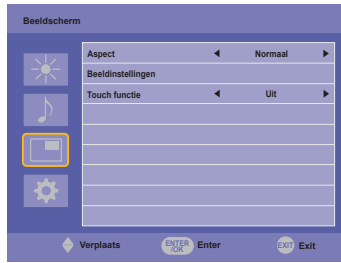 Beeldscherm
Aspect Normaal
Beeldinstellingen
Touch functie Uit
Verplaats ENTER /OK Enter EXIT Exit